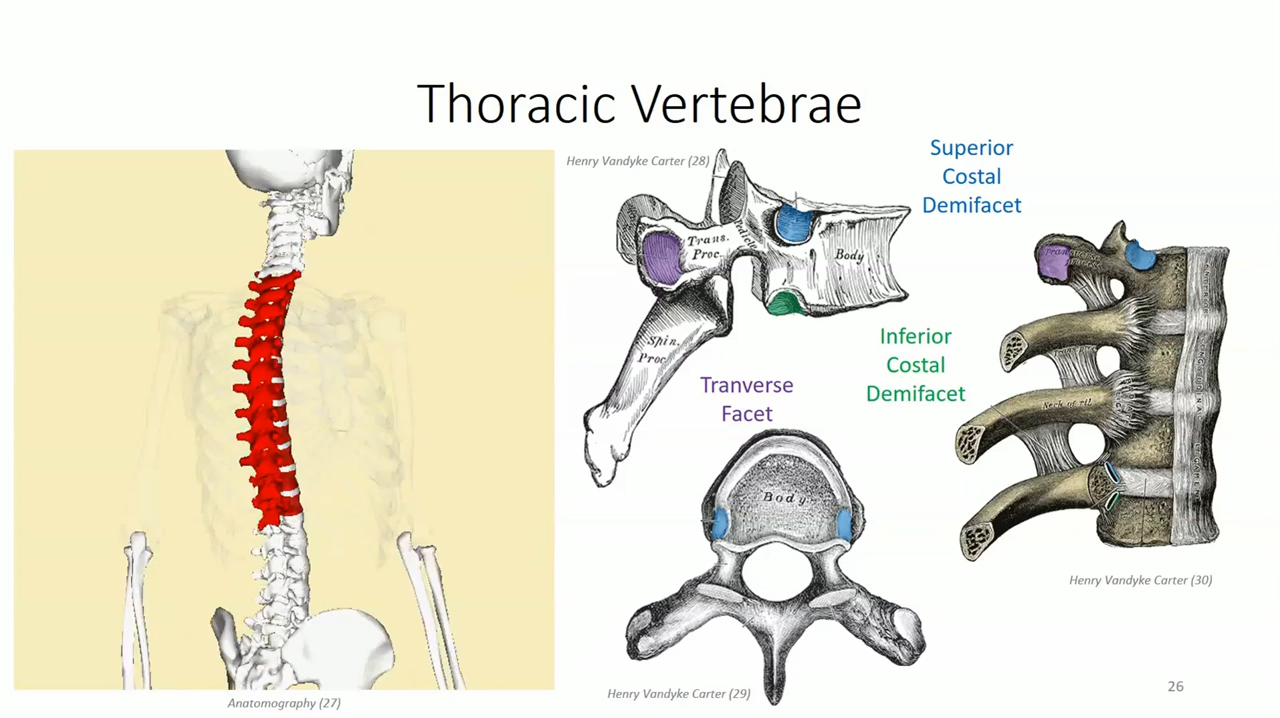 Thoracic Vertebrae
Henry Vandyke Carter (28)
Superior
Costal
Demifacet
Trans.
Proc.
Pedicle
Body
Spin.
Proc.
Inferior
Costal
Demifacet
Tranverse
Facet
Body
Neck of rib
Henry Vandyke Carter (30)
Henry Vandyke Carter (29)
Anatomography (27)
26